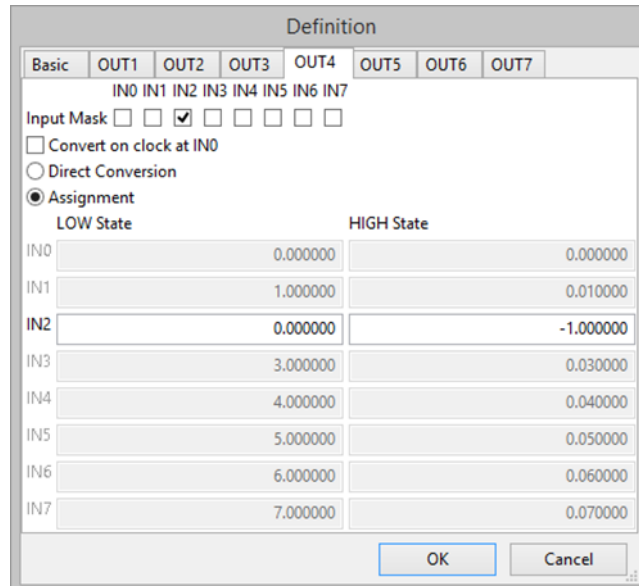 Definition
Basic OUT1 OUT2 OUT3 OUT4 OUT5 OUT6 OUT7
IN0 IN1 IN2 IN3 IN4 IN5 IN6 IN7
Input Mask
Convert on clock at IN0
Direct Conversion
Assignment
LOW State HIGH State
IN0 0.000000 0.000000
IN1 1.000000 0.010000
IN2 0.000000 -1.000000
IN3 3.000000 0.030000
IN4 4.000000 0.040000
IN5 5.000000 0.050000
IN6 6.000000 0.060000
IN7 7.000000 0.070000
OK Cancel